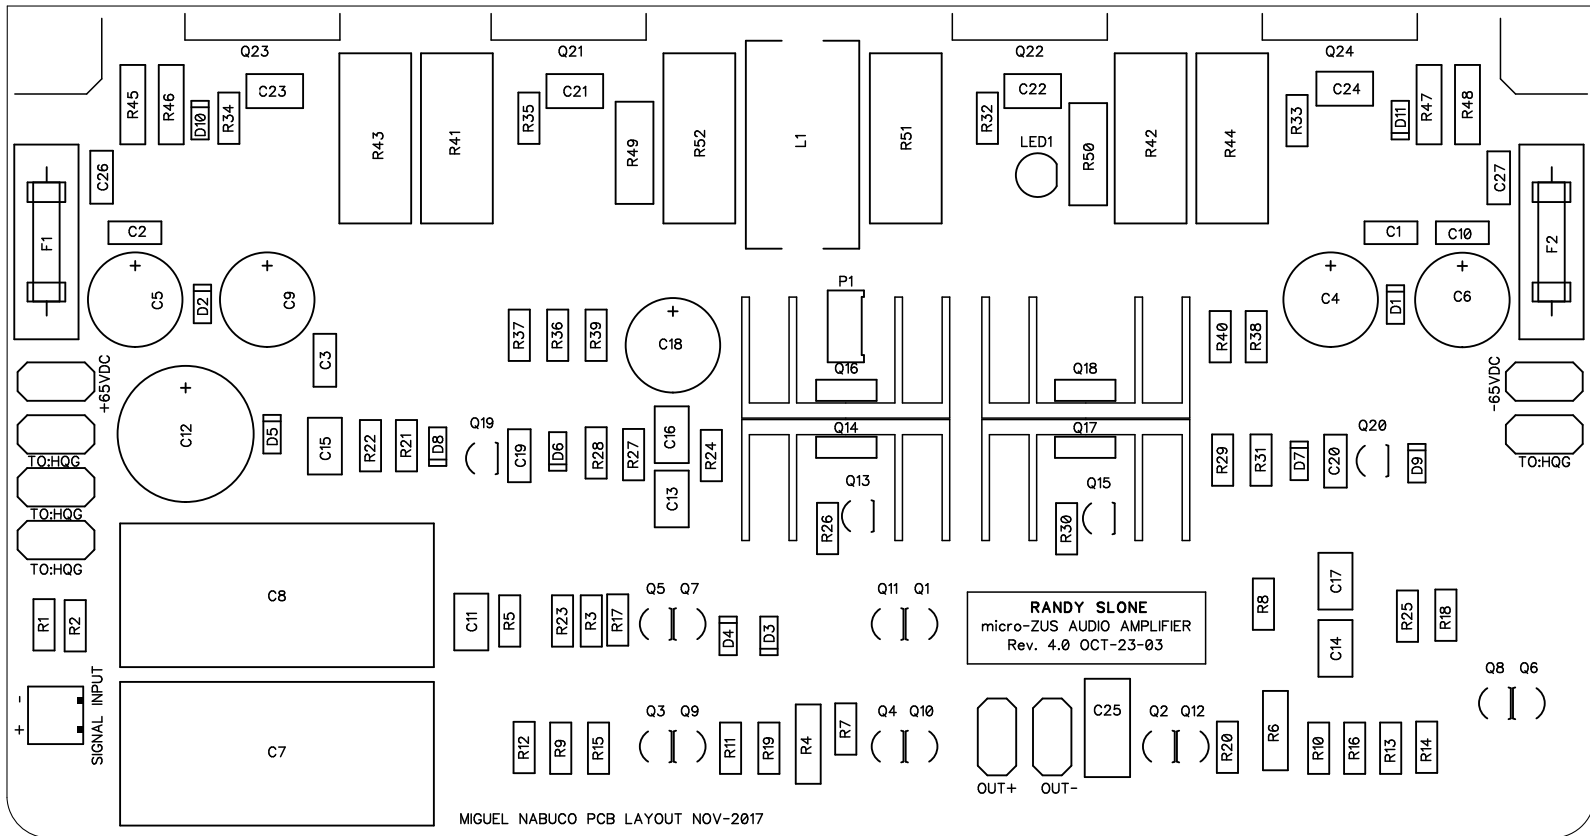 Q23
Q21
Q22
Q24
R45
R46
D10
R34
C23
R43
R41
R35
C21
R49
R52
L1
R51
R32
C22
LED1
R50
R42
R44
R33
C24
D11
R47
R48
C26
C27
F1
C2
+
C5
D2
+
C9
C3
R37
R36
R39
+
C18
P1
Q16
Q18
R40
R38
C1
C10
+
C4
D1
+
C6
F2
+65VDC
-65VDC
+
C12
D5
C15
R22
R21
D8
Q19
C19
D6
R28
R27
C16
C13
R24
Q14
Q17
Q13
R26
Q15
R30
R29
R31
D7
C20
Q20
D9
TO:HQG
TO:HQG
TO:HQG
TO:HQG
R1
R2
C8
C11
R5
R23
R3
R17
Q5
Q7
D4
D3
Q11
Q1
RANDY SLONE
micro-ZUS AUDIO AMPLIFIER
Rev. 4.0 OCT-23-03
R8
C17
C14
R25
R18
Q8
Q6
-
+
SIGNAL INPUT
C7
R12
R9
R15
Q3
Q9
R11
R19
R4
R7
Q4
Q10
OUT+
OUT-
C25
Q2
Q12
R20
R6
R10
R16
R13
R14
MIGUEL NABUCO PCB LAYOUT NOV-2017